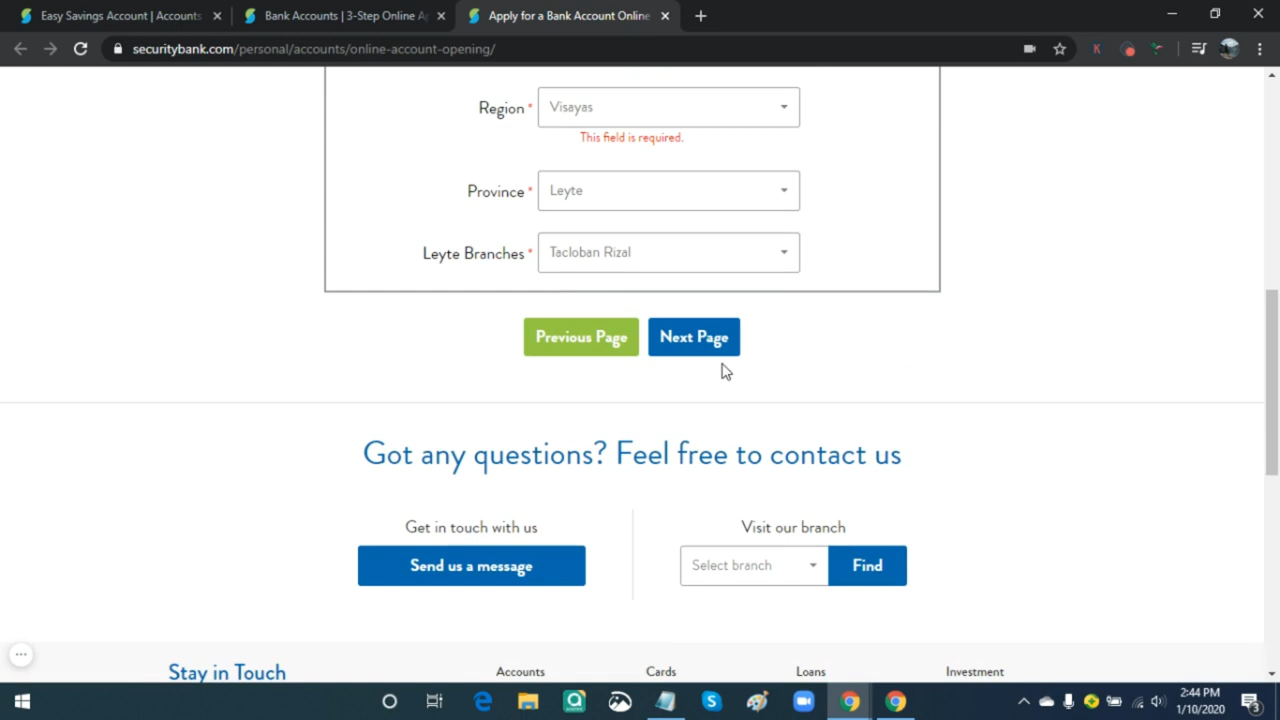 Easy Savings Account | Accounts
Bank Accounts | 3-Step Online Ap
Apply for a Bank Account Online
securitybank.com/personal/accounts/online-account-opening/
Region *
Visayas
This field is required.
Province *
Leyte
Leyte Branches *
Tacloban Rizal
Previous Page
Next Page
Got any questions? Feel free to contact us
Get in touch with us
Visit our branch
Send us a message
Select branch
Find
Stay in Touch
Accounts
Cards
Loans
Investment
2:44 PM
1/10/2020